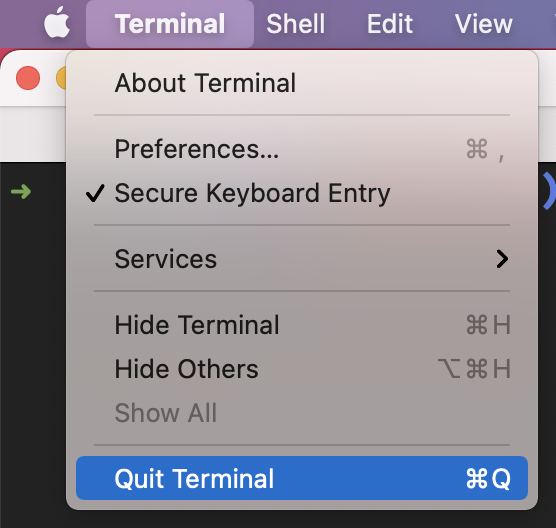 Terminal Shell Edit View
About Terminal
Preferences... ⌘ ,
✓ Secure Keyboard Entry
Services >
Hide Terminal ⌘H
Hide Others ⌥⌘H
Show All
Quit Terminal ⌘Q